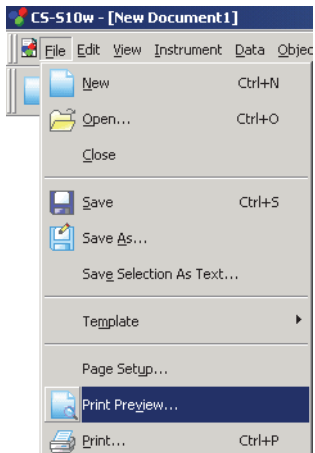 CS-S10w - [New Document1]
File Edit View Instrument Data Objec
New Ctrl+N
Open... Ctrl+O
Close
Save Ctrl+S
Save As...
Save Selection As Text...
Template
Page Setup...
Print Preview...
Print... Ctrl+P